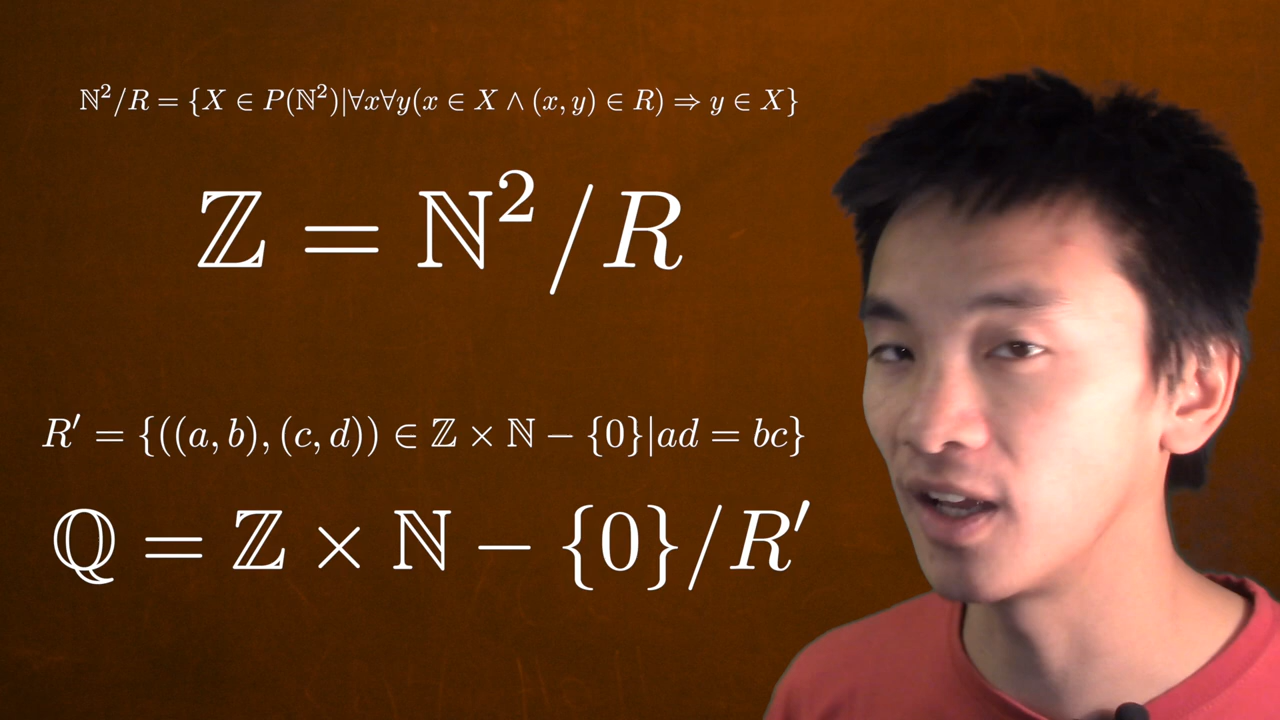 ℕ²/R = {X ∈ P(ℕ²)|∀x∀y(x ∈ X ∧ (x, y) ∈ R) ⇒ y ∈ X}
ℤ = ℕ²/R
R′ = {((a, b), (c, d)) ∈ ℤ × ℕ − {0}|ad = bc}
ℚ = ℤ × ℕ − {0}/R′